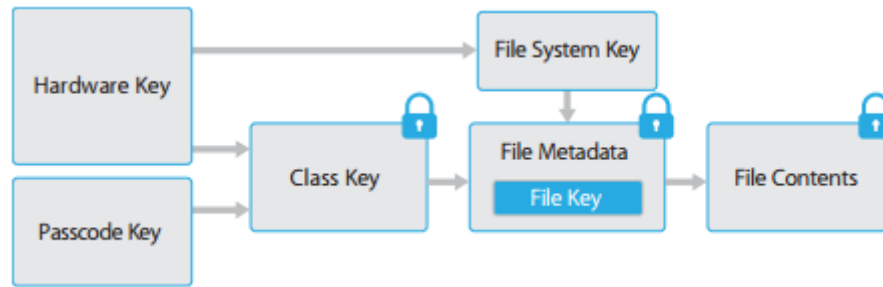 File System Key
Hardware Key
File Metadata
Class Key
File Contents
File Key
Passcode Key